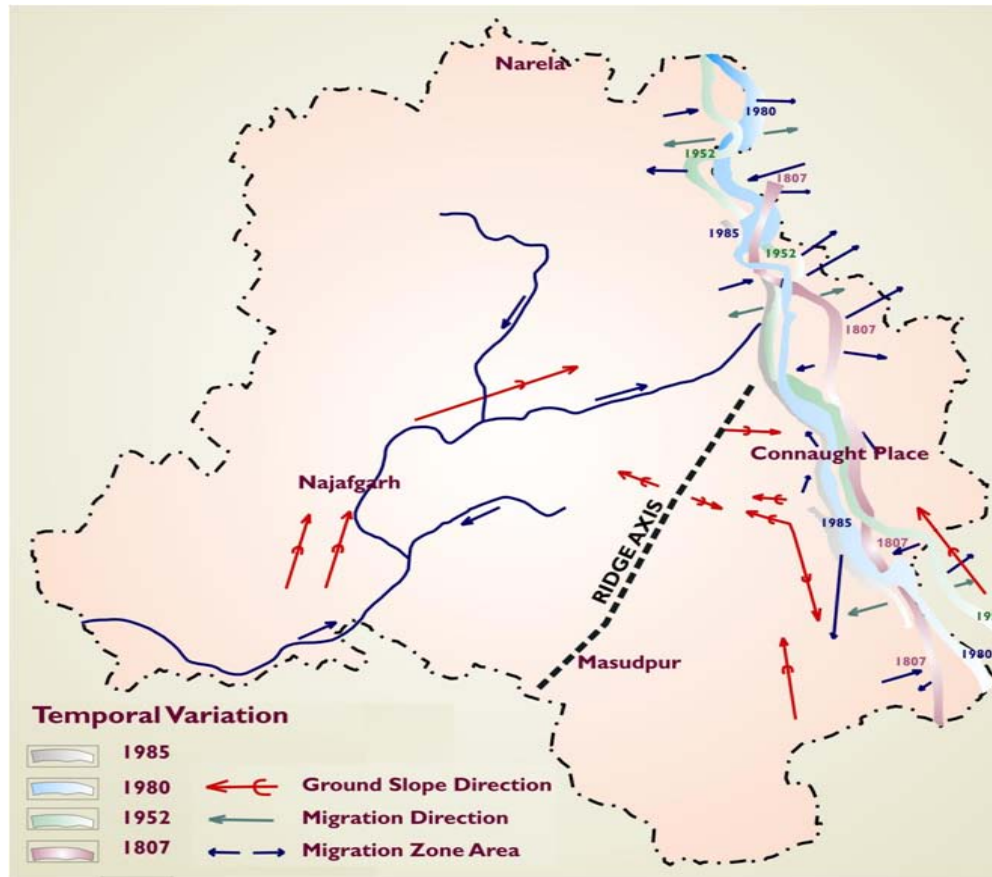 Narela
1980
1952
1807
1985
1952
1807
Connaught Place
Najafgarh
1985
RIDGE AXIS
1807
Masudpur
1980
1807
Temporal Variation
1985
1980
Ground Slope Direction
1952
Migration Direction
1807
Migration Zone Area